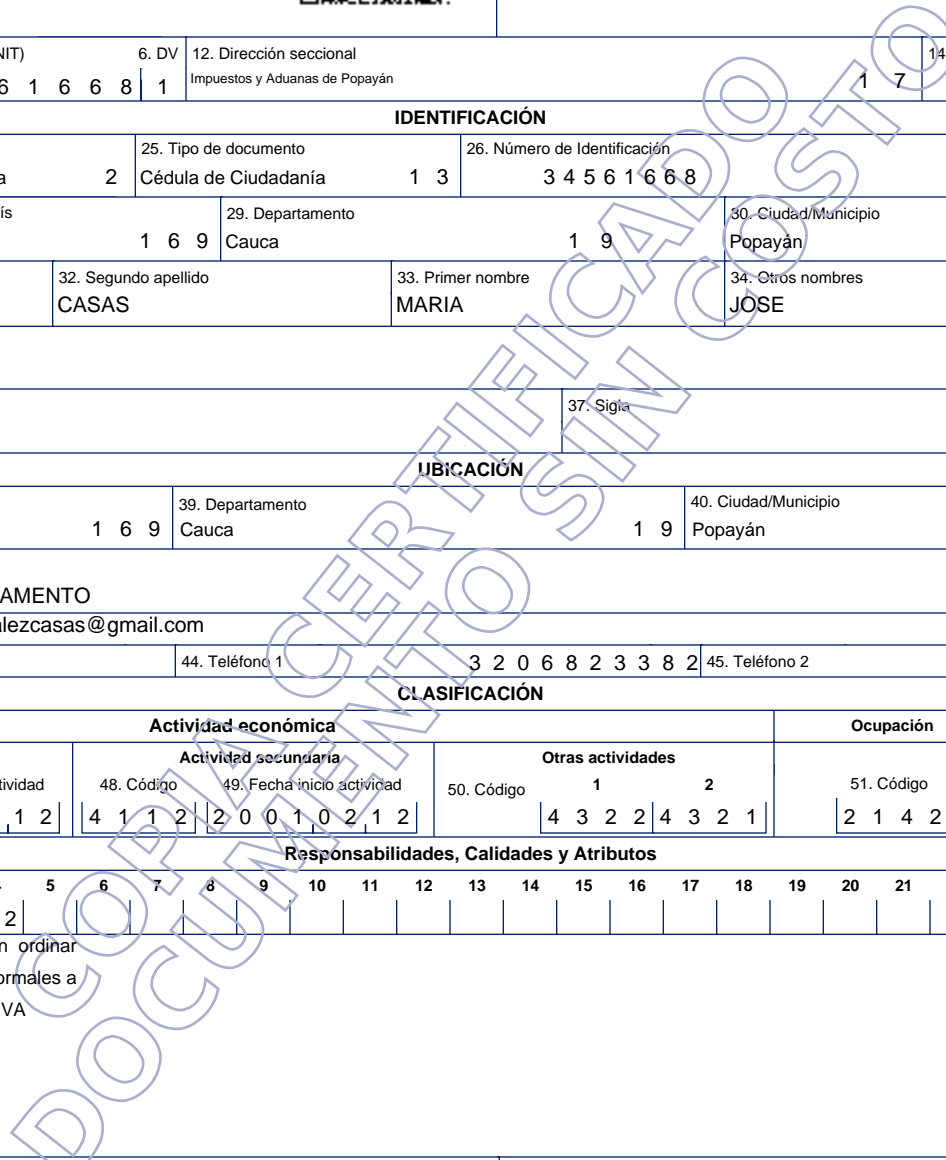 NIT) 6. DV 12. Dirección seccional 14
6 1 6 6 8 1 Impuestos y Aduanas de Popayán 1 7
IDENTIFICACIÓN
25. Tipo de documento 26. Número de Identificación
a 2 Cédula de Ciudadanía 1 3 3 4 5 6 1 6 6 8
ís 29. Departamento 30. Ciudad/Municipio
1 6 9 Cauca 1 9 Popayán
32. Segundo apellido 33. Primer nombre 34. Otros nombres
CASAS MARIA JOSE
37. Sigla
UBICACIÓN
39. Departamento 40. Ciudad/Municipio
1 6 9 Cauca 1 9 Popayán
AMENTO
alezcasas@gmail.com
44. Teléfono 1 3 2 0 6 8 2 3 3 8 2 45. Teléfono 2
CLASIFICACIÓN
Actividad económica Ocupación
Actividad secundaria Otras actividades
tividad 48. Código 49. Fecha inicio actividad 50. Código 1 2 51. Código
1 2 4 1 1 2 2 0 0 1 0 2 1 2 4 3 2 2 4 3 2 1 2 1 4 2
Responsabilidades, Calidades y Atributos
5 6 7 8 9 10 11 12 13 14 15 16 17 18 19 20 21
2
n ordinar
ormales a
VA
COPIA CERTIFICADO
DOCUMENTO SIN COSTO